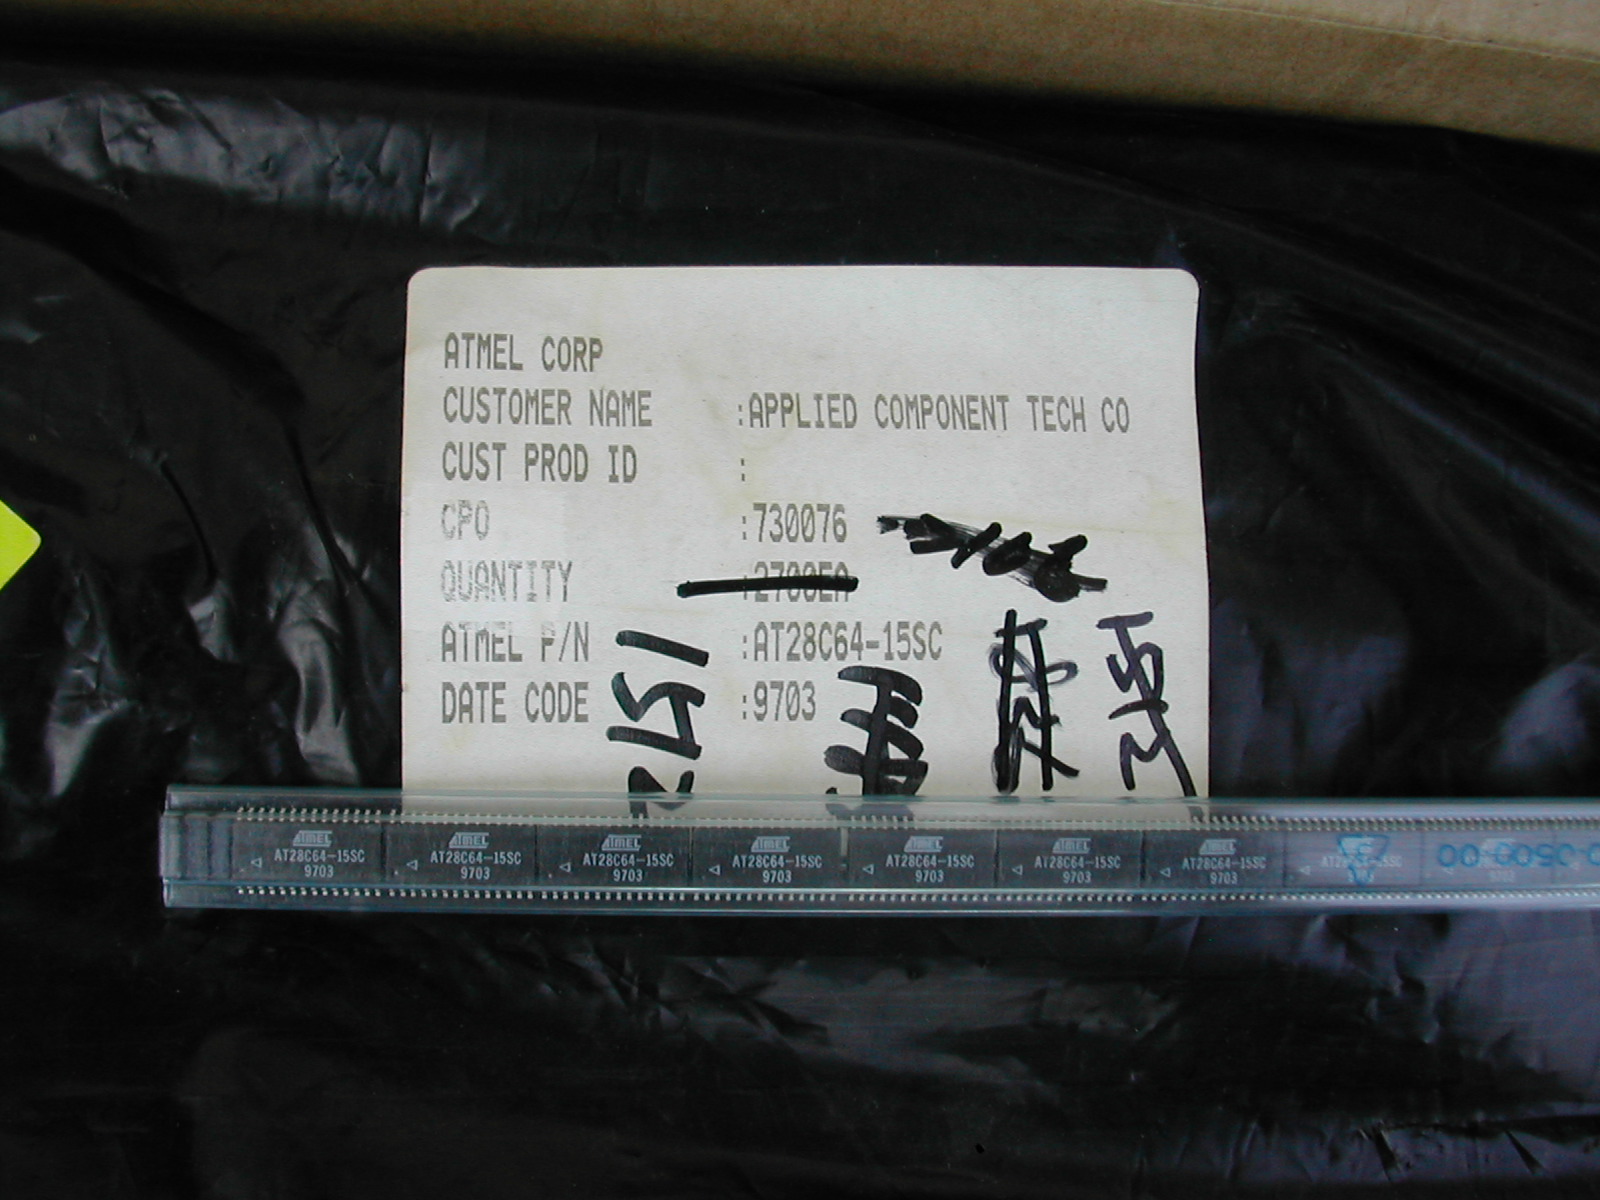 ATMEL CORP
CUSTOMER NAME :APPLIED COMPONENT TECH CO
CUST PROD ID :
CPO :730076
QUANTITY :2700EA
ATMEL P/N :AT28C64-15SC
DATE CODE :9703
ATMEL
AT28C64-15SC
9703
ATMEL
AT28C64-15SC
9703
ATMEL
AT28C64-15SC
9703
ATMEL
AT28C64-15SC
9703
ATMEL
AT28C64-15SC
9703
ATMEL
AT28C64-15SC
9703
ATMEL
AT28C64-15SC
9703